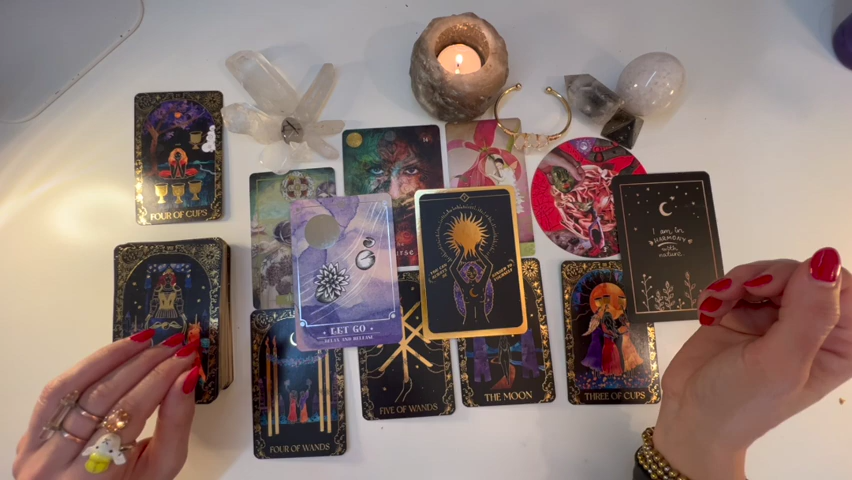 FOUR OF CUPS
I am in
HARMONY
with
nature.
LET GO
RELAX AND RELEASE
FOUR OF WANDS
FIVE OF WANDS
THE MOON
THREE OF CUPS